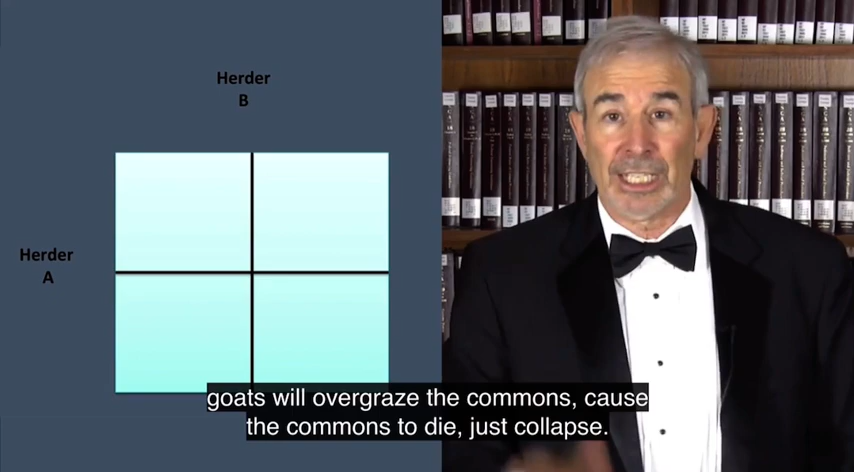 Herder
B
Herder
A
goats will overgraze the commons, cause
the commons to die, just collapse.